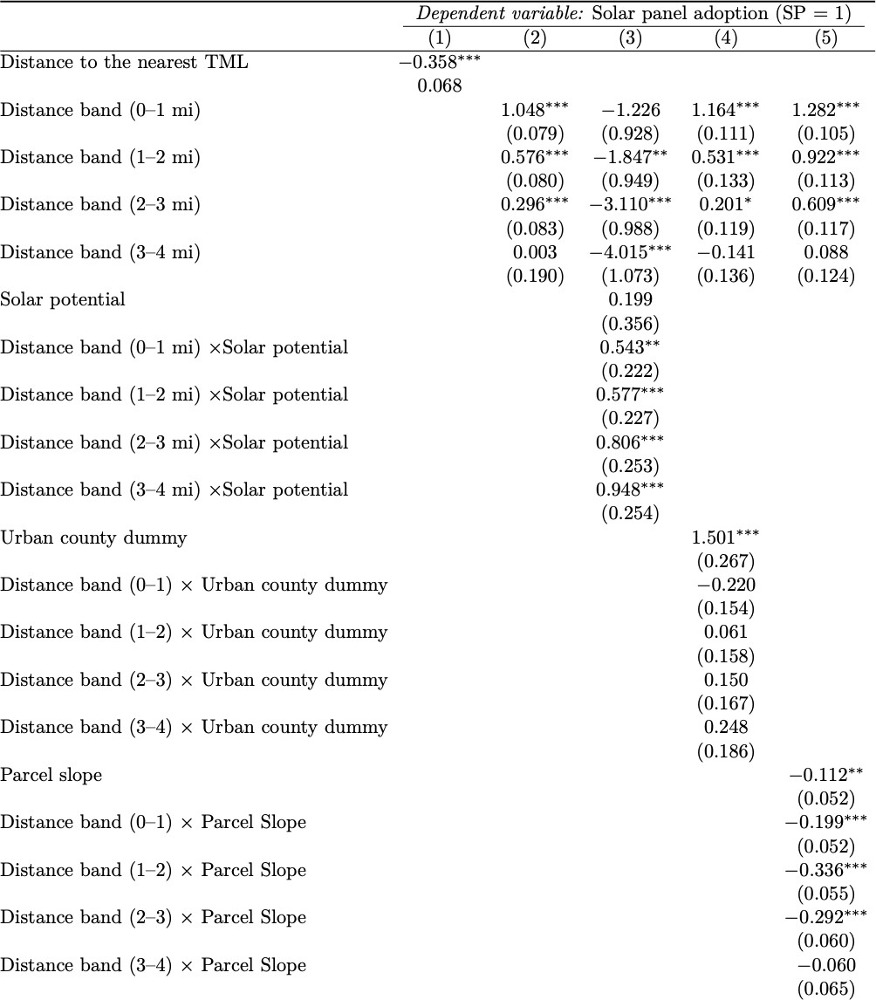 Dependent variable: Solar panel adoption (SP = 1)
(1) (2) (3) (4) (5)
Distance to the nearest TML −0.358***
0.068
Distance band (0–1 mi) 1.048*** −1.226 1.164*** 1.282***
(0.079) (0.928) (0.111) (0.105)
Distance band (1–2 mi) 0.576*** −1.847** 0.531*** 0.922***
(0.080) (0.949) (0.133) (0.113)
Distance band (2–3 mi) 0.296*** −3.110*** 0.201* 0.609***
(0.083) (0.988) (0.119) (0.117)
Distance band (3–4 mi) 0.003 −4.015*** −0.141 0.088
(0.190) (1.073) (0.136) (0.124)
Solar potential 0.199
(0.356)
Distance band (0–1 mi) ×Solar potential 0.543**
(0.222)
Distance band (1–2 mi) ×Solar potential 0.577***
(0.227)
Distance band (2–3 mi) ×Solar potential 0.806***
(0.253)
Distance band (3–4 mi) ×Solar potential 0.948***
(0.254)
Urban county dummy 1.501***
(0.267)
Distance band (0–1) × Urban county dummy −0.220
(0.154)
Distance band (1–2) × Urban county dummy 0.061
(0.158)
Distance band (2–3) × Urban county dummy 0.150
(0.167)
Distance band (3–4) × Urban county dummy 0.248
(0.186)
Parcel slope −0.112**
(0.052)
Distance band (0–1) × Parcel Slope −0.199***
(0.052)
Distance band (1–2) × Parcel Slope −0.336***
(0.055)
Distance band (2–3) × Parcel Slope −0.292***
(0.060)
Distance band (3–4) × Parcel Slope −0.060
(0.065)